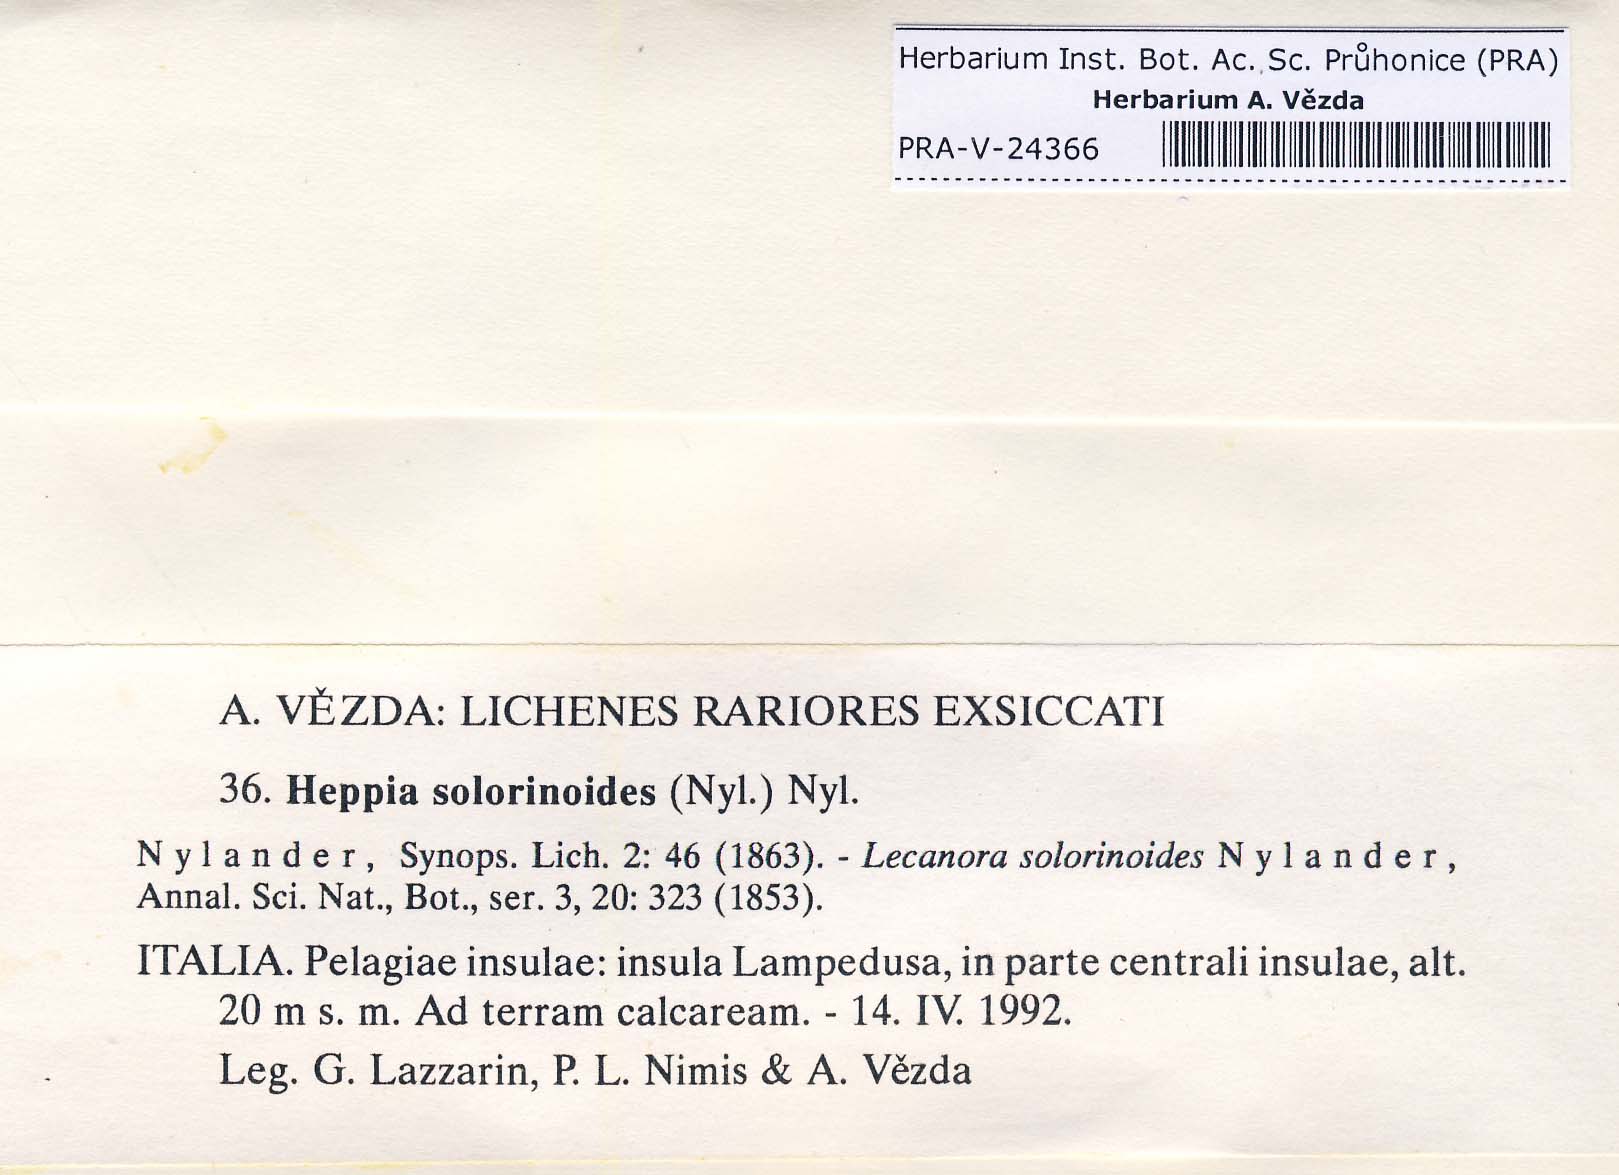 Herbarium Inst. Bot. Ac. Sc. Průhonice (PRA)
Herbarium A. Vězda
PRA-V-24366
A. VĚZDA: LICHENES RARIORES EXSICCATI
36. Heppia solorinoides (Nyl.) Nyl.
Nylander, Synops. Lich. 2: 46 (1863). - Lecanora solorinoides Nylander,
Annal. Sci. Nat., Bot., ser. 3, 20: 323 (1853).
ITALIA. Pelagiae insulae: insula Lampedusa, in parte centrali insulae, alt.
20 m s. m. Ad terram calcaream. - 14. IV. 1992.
Leg. G. Lazzarin, P. L. Nimis & A. Vězda